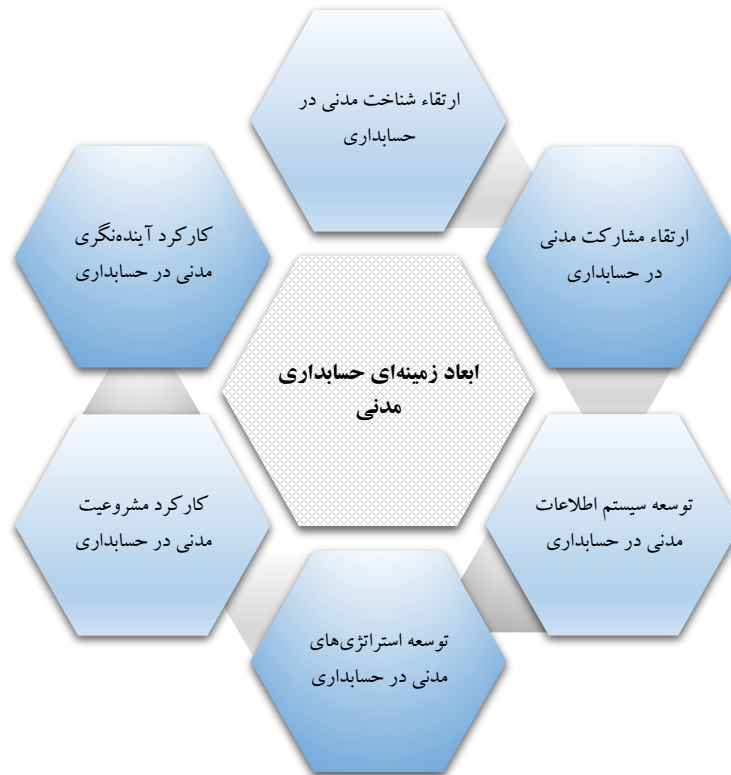 ارتقاء شناخت مدنی در
حسابداری
ارتقاء مشارکت مدنی
در حسابداری
توسعه سیستم اطلاعات
مدنی در حسابداری
توسعه استراتژی‌های
مدنی در حسابداری
کارکرد مشروعیت
مدنی در حسابداری
کارکرد آینده‌نگری
مدنی در حسابداری
ابعاد زمینه‌ای حسابداری
مدنی